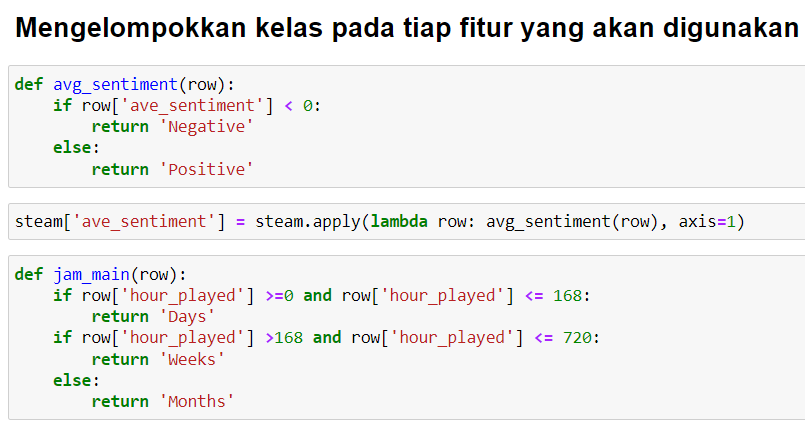 Mengelompokkan kelas pada tiap fitur yang akan digunakan
def avg_sentiment(row):
    if row['ave_sentiment'] < 0:
        return 'Negative'
    else:
        return 'Positive'
steam['ave_sentiment'] = steam.apply(lambda row: avg_sentiment(row), axis=1)
def jam_main(row):
    if row['hour_played'] >=0 and row['hour_played'] <= 168:
        return 'Days'
    if row['hour_played'] >168 and row['hour_played'] <= 720:
        return 'Weeks'
    else:
        return 'Months'